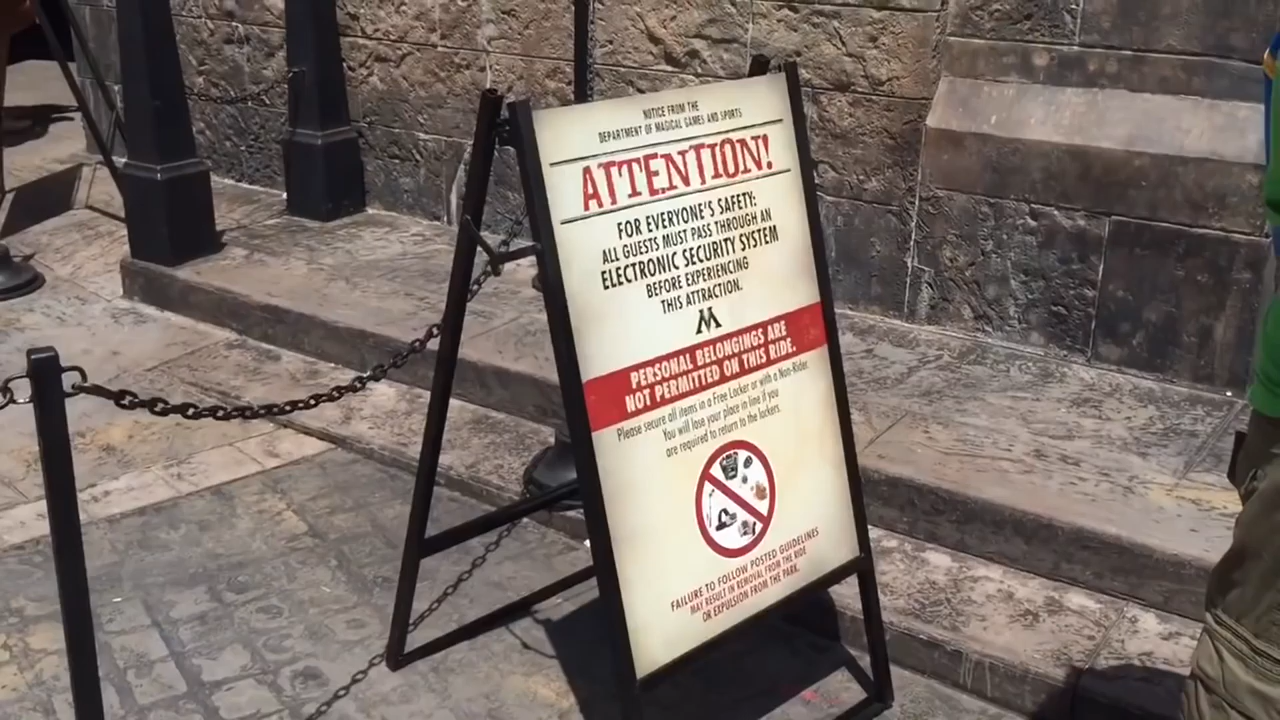 NOTICE FROM THE
DEPARTMENT OF MAGICAL GAMES AND SPORTS
ATTENTION!
FOR EVERYONE'S SAFETY:
ALL GUESTS MUST PASS THROUGH AN
ELECTRONIC SECURITY SYSTEM
BEFORE EXPERIENCING
THIS ATTRACTION.
M
PERSONAL BELONGINGS ARE
NOT PERMITTED ON THIS RIDE.
Please secure all items in a Free Locker or with a Non-Rider.
You will lose your place in line if you
are required to return to the lockers.
FAILURE TO FOLLOW POSTED GUIDELINES
MAY RESULT IN REMOVAL FROM THE RIDE
OR EXPULSION FROM THE PARK.